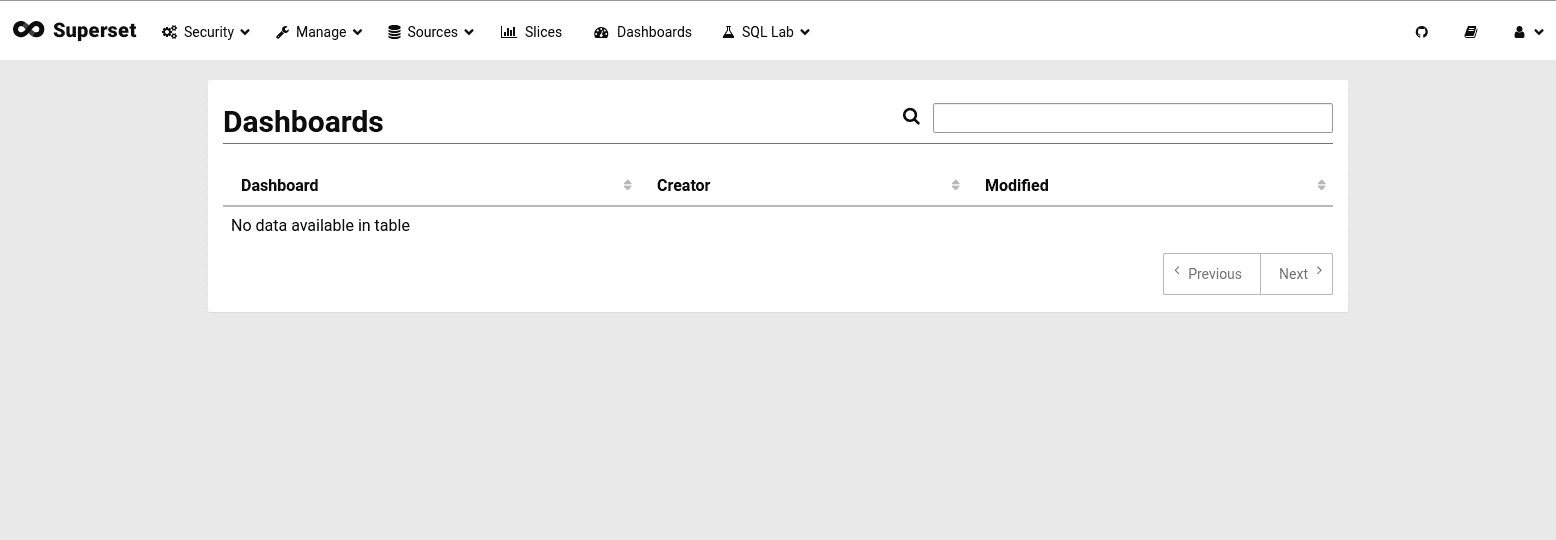 Superset Security Manage Sources Slices Dashboards SQL Lab
Dashboards
Dashboard Creator Modified
No data available in table
Previous Next